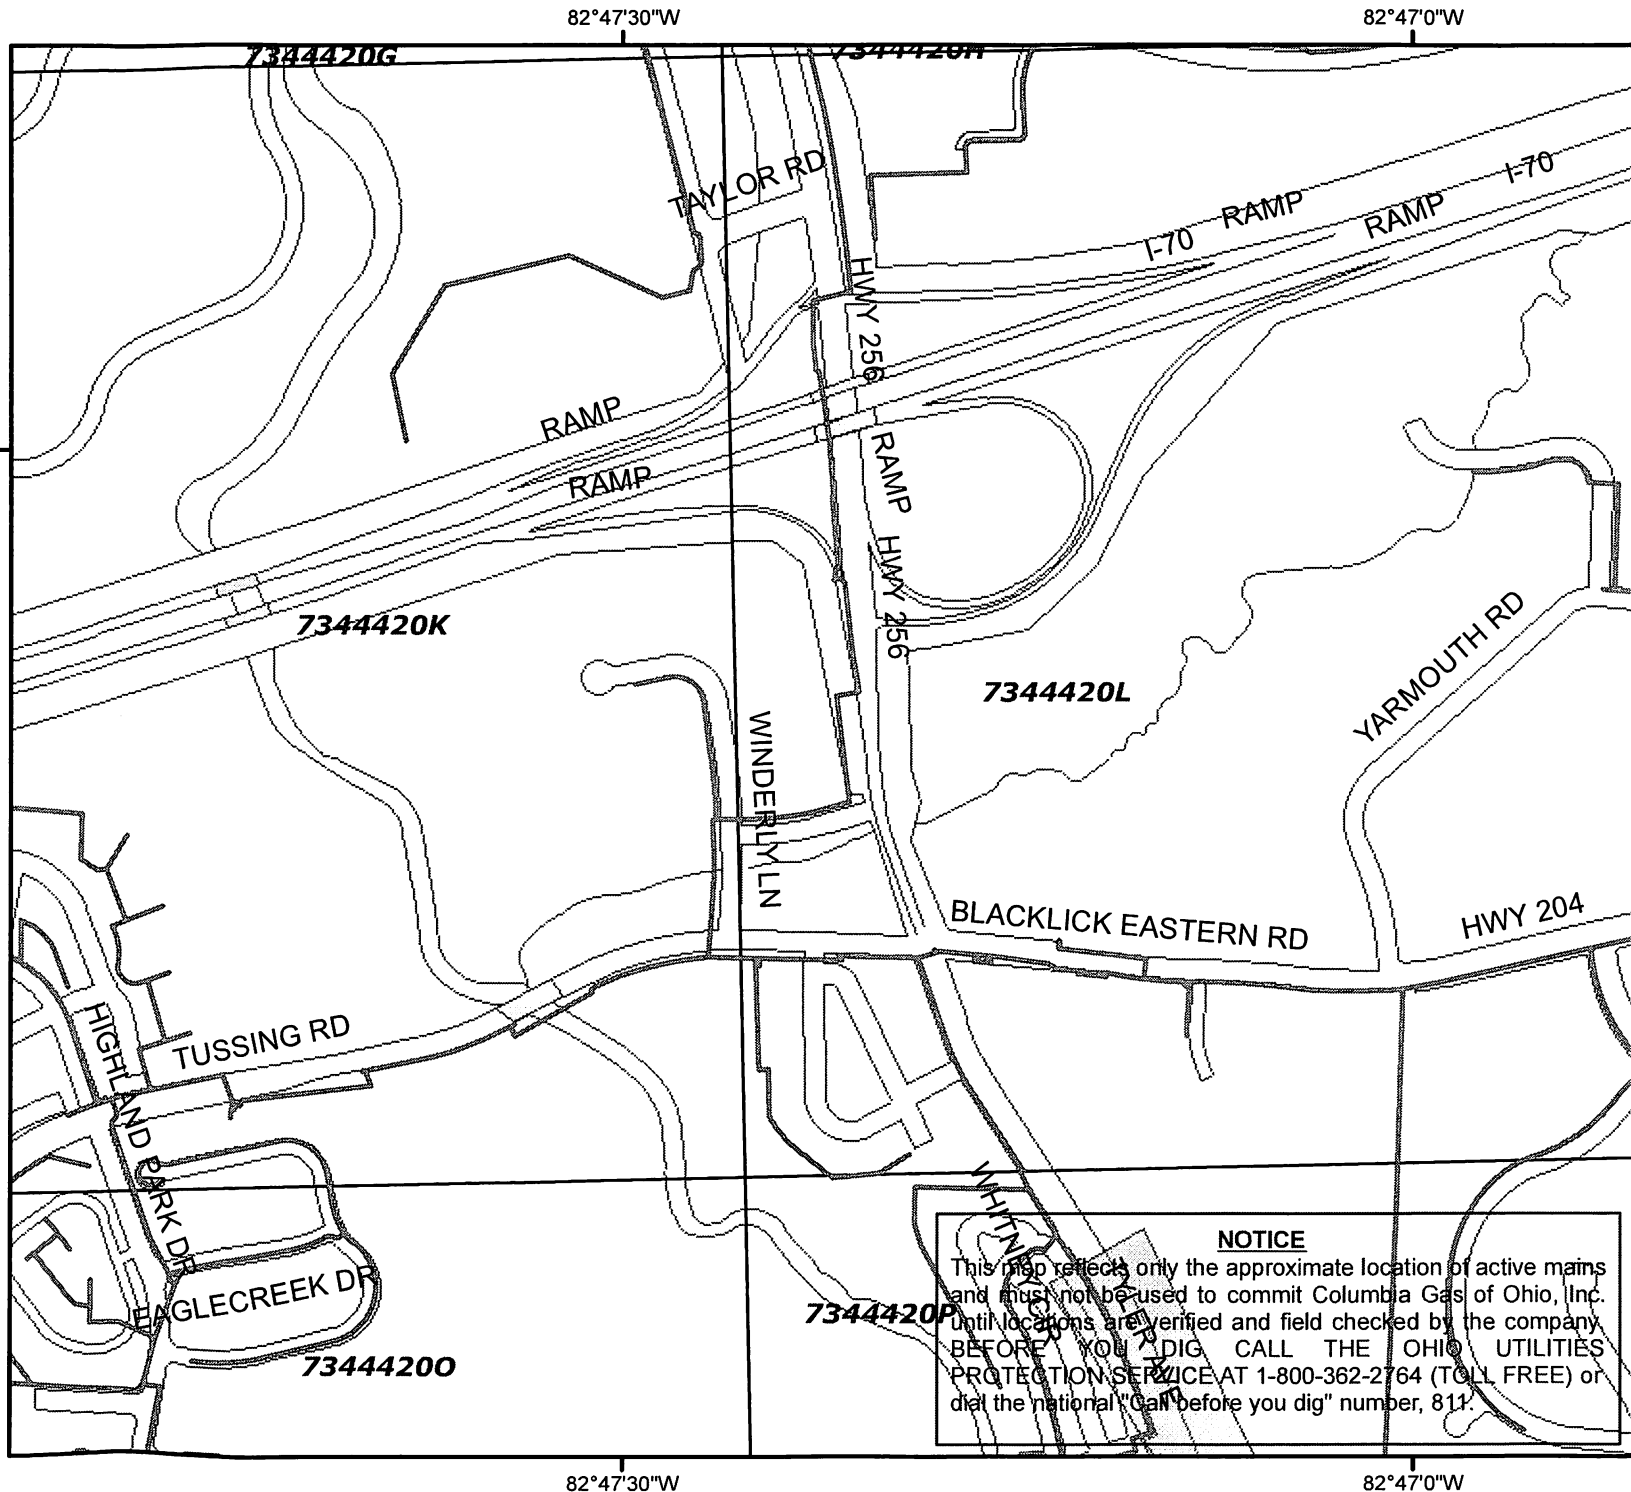 82°47'30"W
82°47'0"W
7344420G
7344420H
TAYLOR RD
I-70
RAMP
RAMP
I-70
HWY 256
RAMP
RAMP
RAMP
HWY 256
7344420K
7344420L
YARMOUTH RD
WINDERLY LN
BLACKLICK EASTERN RD
HWY 204
TUSSING RD
HIGHLAND PARK DR
EAGLECREEK DR
7344420O
7344420P
WHITNEY CR
TYLER AVE
NOTICE
This map reflects only the approximate location of active mains
and must not be used to commit Columbia Gas of Ohio, Inc.
until locations are verified and field checked by the company.
BEFORE YOU DIG CALL THE OHIO UTILITIES
PROTECTION SERVICE AT 1-800-362-2764 (TOLL FREE) or
dial the national "Call before you dig" number, 811.
82°47'30"W
82°47'0"W